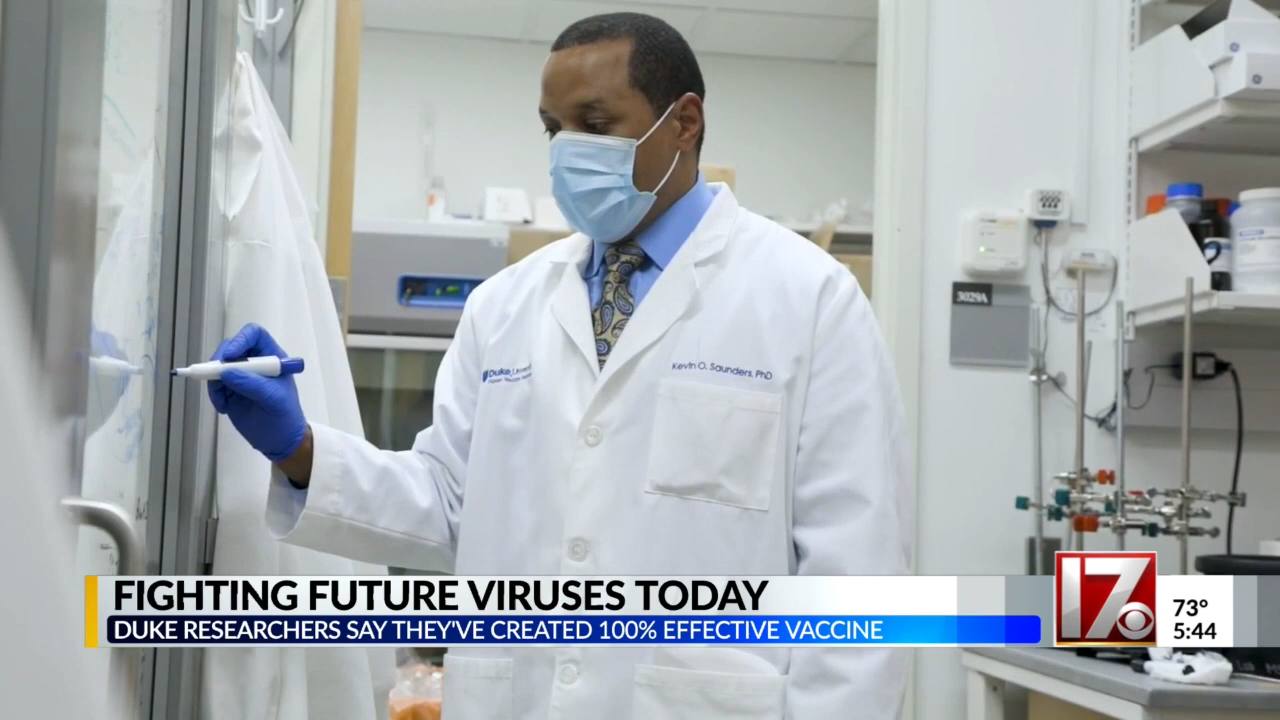 Duke
Kevin O. Saunders, PhD
3029A
FIGHTING FUTURE VIRUSES TODAY
DUKE RESEARCHERS SAY THEY'VE CREATED 100% EFFECTIVE VACCINE
17
73°
5:44